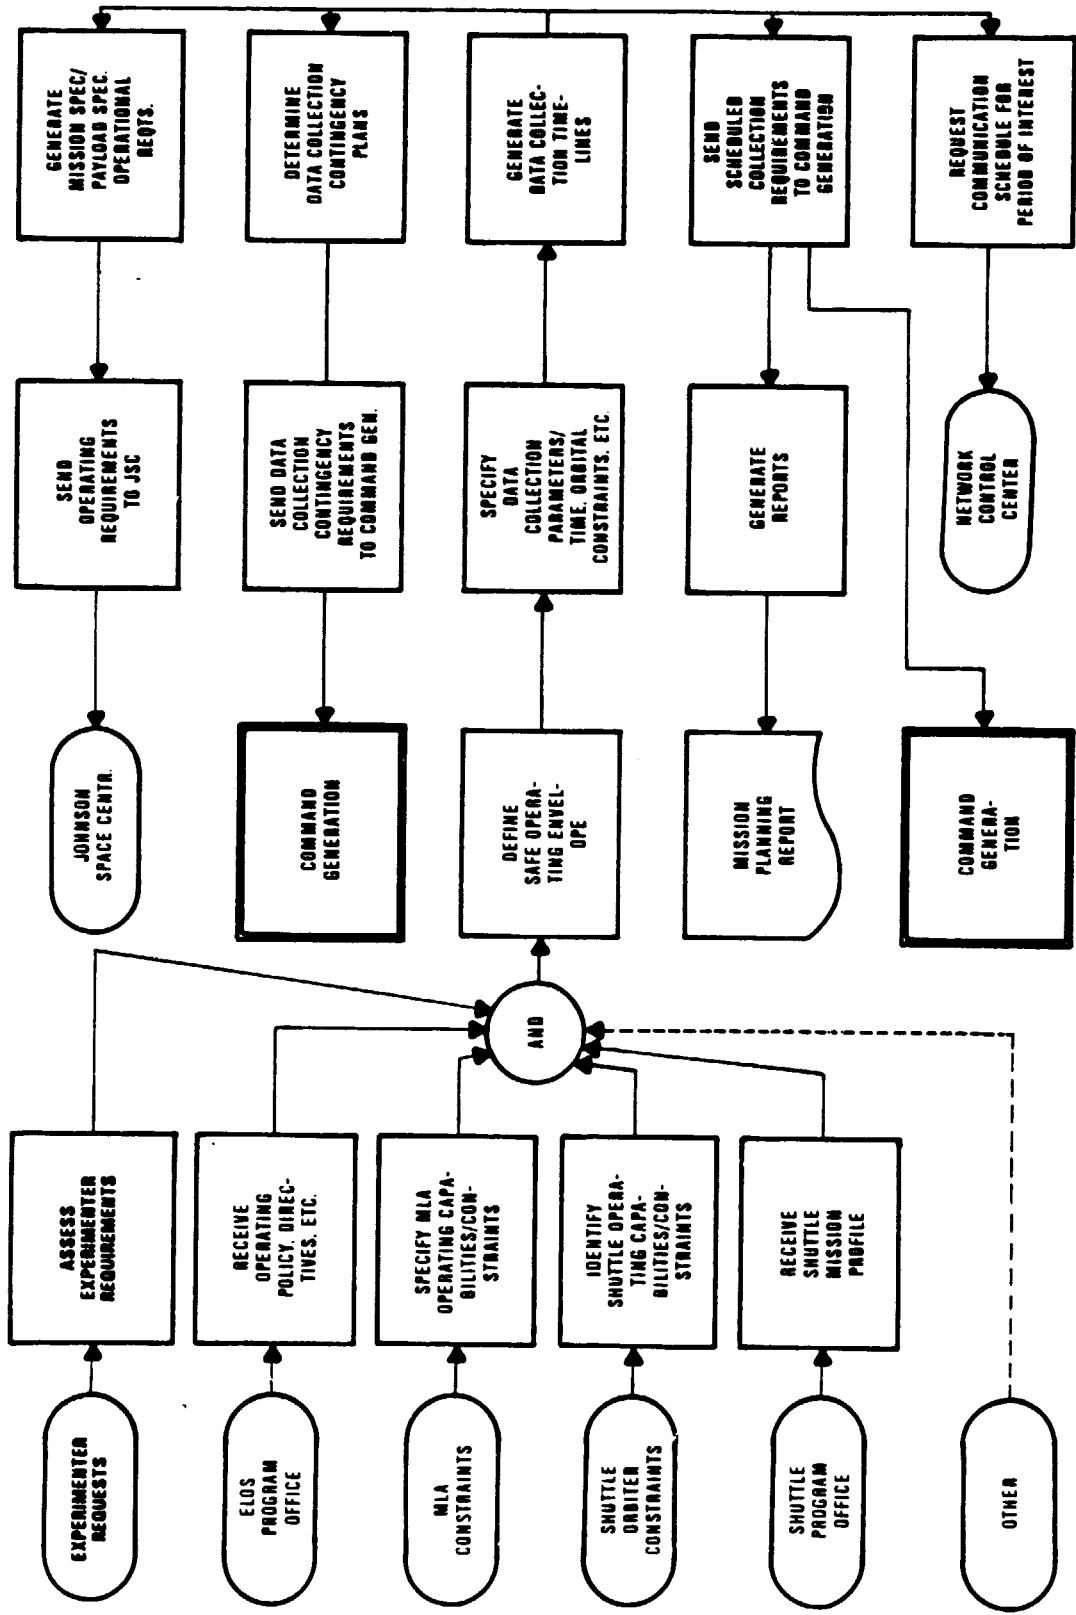 EXPERIMENTER
REQUESTS
ELOS
PROGRAM
OFFICE
MLA
CONSTRAINTS
SHUTTLE
ORBITER
CONSTRAINTS
SHUTTLE
PROGRAM
OFFICE
OTHER
ASSESS
EXPERIMENTER
REQUIREMENTS
RECEIVE
OPERATING
POLICY, DIREC-
TIVES, ETC.
SPECIFY MLA
OPERATING CAPA-
BILITIES/CON-
STRAINTS
IDENTIFY
SHUTTLE OPERA-
TING CAPA-
BILITIES/CON-
STRAINTS
RECEIVE
SHUTTLE
MISSION
PROFILE
AND
JOHNSON
SPACE CENTR.
COMMAND
GENERATION
DEFINE
SAFE OPERA-
TING ENVEL-
OPE
MISSION
PLANNING
REPORT
COMMAND
GENERA-
TION
SEND
OPERATING
REQUIREMENTS
TO JSC
SEND DATA
COLLECTION
CONTINGENCY
REQUIREMENTS
TO COMMAND GEN.
SPECIFY
DATA
COLLECTION
PARAMETERS/
TIME, ORBITAL
CONSTRAINTS, ETC.
GENERATE
REPORTS
NETWORK
CONTROL
CENTER
GENERATE
MISSION SPEC/
PAYLOAD SPEC.
OPERATIONAL
REQTS.
DETERMINE
DATA COLLECTION
CONTINGENCY
PLANS
GENERATE
DATA COLLEC-
TION TIME-
LINES
SEND
SCHEDULED
COLLECTION
REQUIREMENTS
TO COMMAND
GENERATION
REQUEST
COMMUNICATION
SCHEDULE FOR
PERIOD OF INTEREST